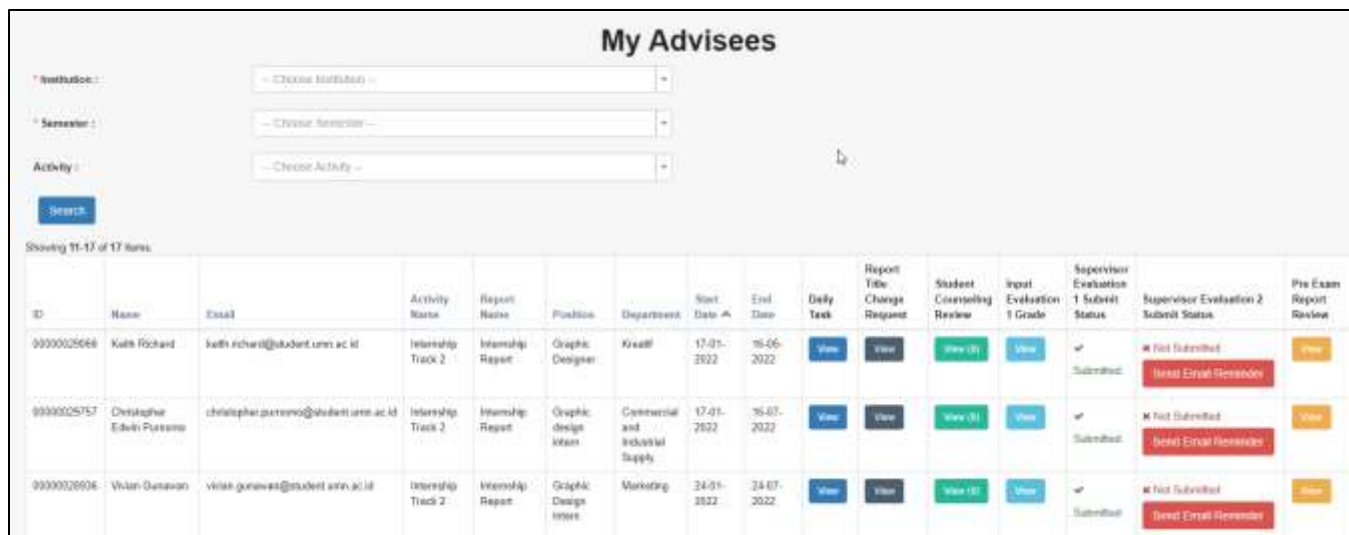 My Advisees
* Institution :
-- Choose Institution --
* Semester :
-- Choose Semester --
Activity :
-- Choose Activity --
Search
Showing 11-17 of 17 items.
ID Name Email Activity Name Report Name Position Department Start Date End Date Daily Task Report Title Change Request Student Counseling Review Input Evaluation 1 Grade Supervisor Evaluation 1 Submit Status Supervisor Evaluation 2 Submit Status Pre Exam Report Review
Keith Richard keith.richard@student.umn.ac.id Internship Track 2 Internship Report Graphic Designer Kreatif 17-01-2022 View View View View Submitted Not Submitted Send Email Reminder View
Christopher Edwin Purnomo christopher.purnomo@student.umn.ac.id Internship Track 2 Internship Report Graphic design intern Commercial and Industrial Supply 17-01-2022 16-07-2022 View View View View Submitted Not Submitted Send Email Reminder View
Vivian Gunawan vivian.gunawan@student.umn.ac.id Internship Track 2 Internship Report Graphic Design Intern Marketing 24-01-2022 24-07-2022 View View View View Submitted Not Submitted Send Email Reminder View